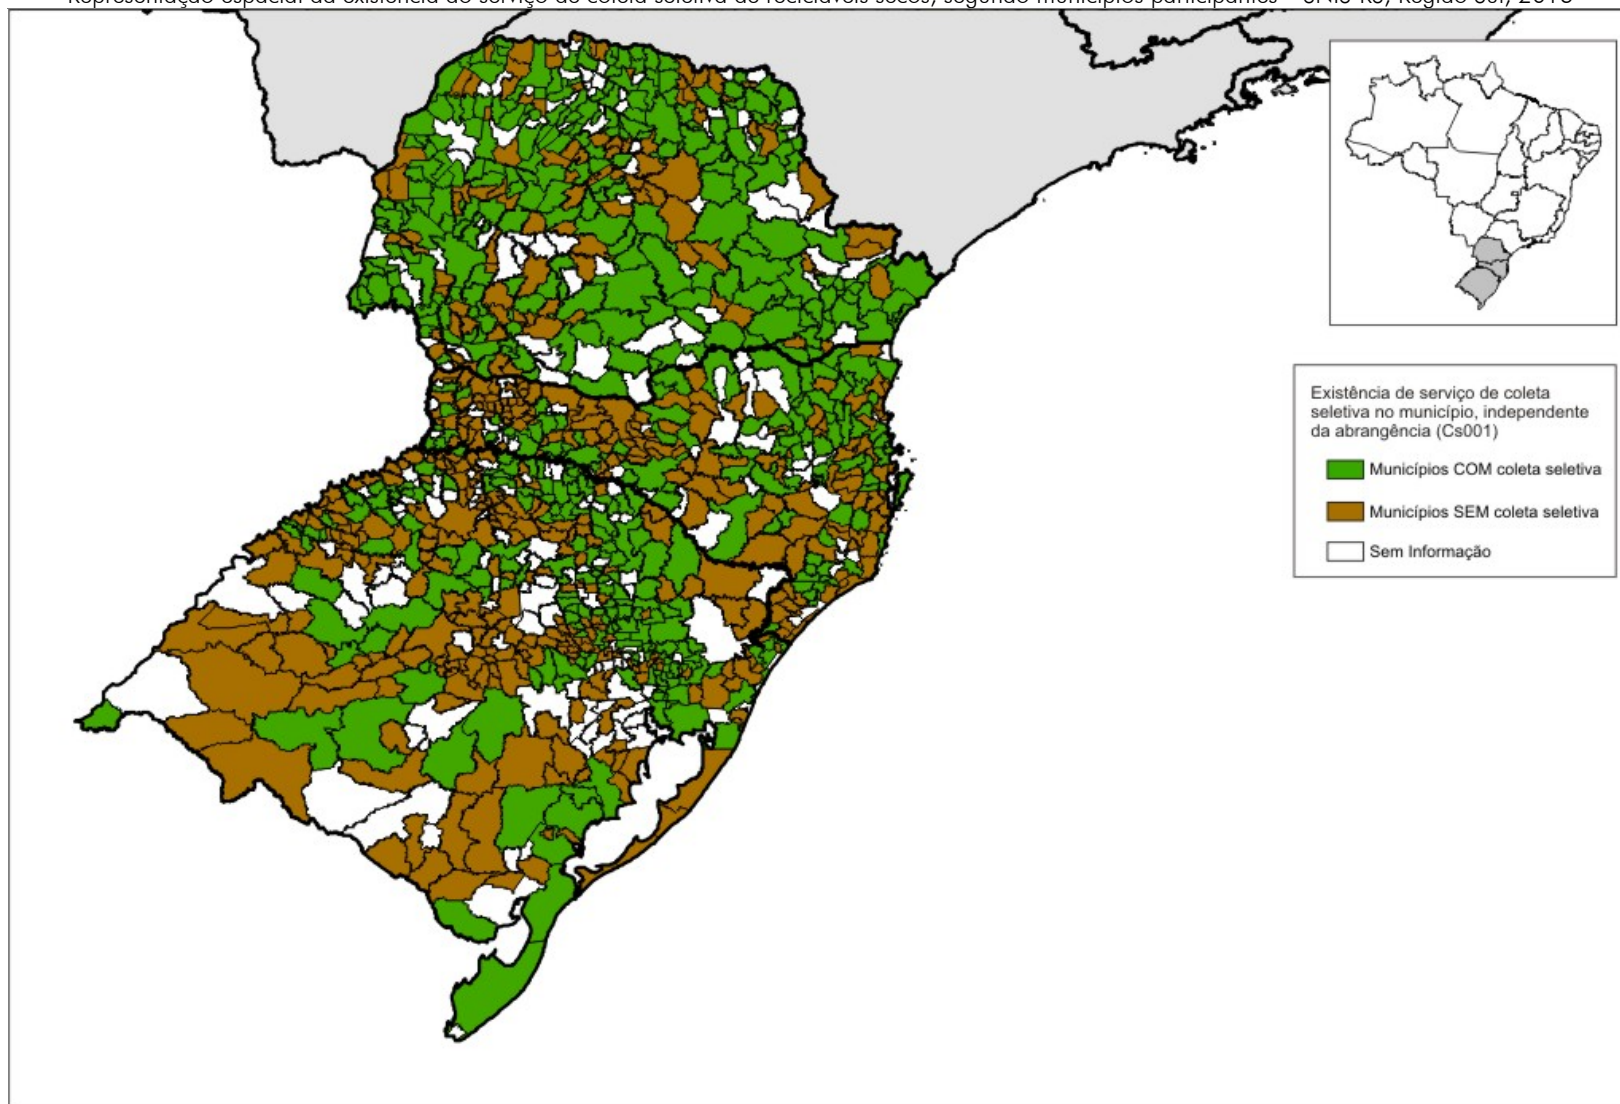 Existência de serviço de coleta
seletiva no município, independente
da abrangência (Cs001)
Municípios COM coleta seletiva
Municípios SEM coleta seletiva
Sem Informação